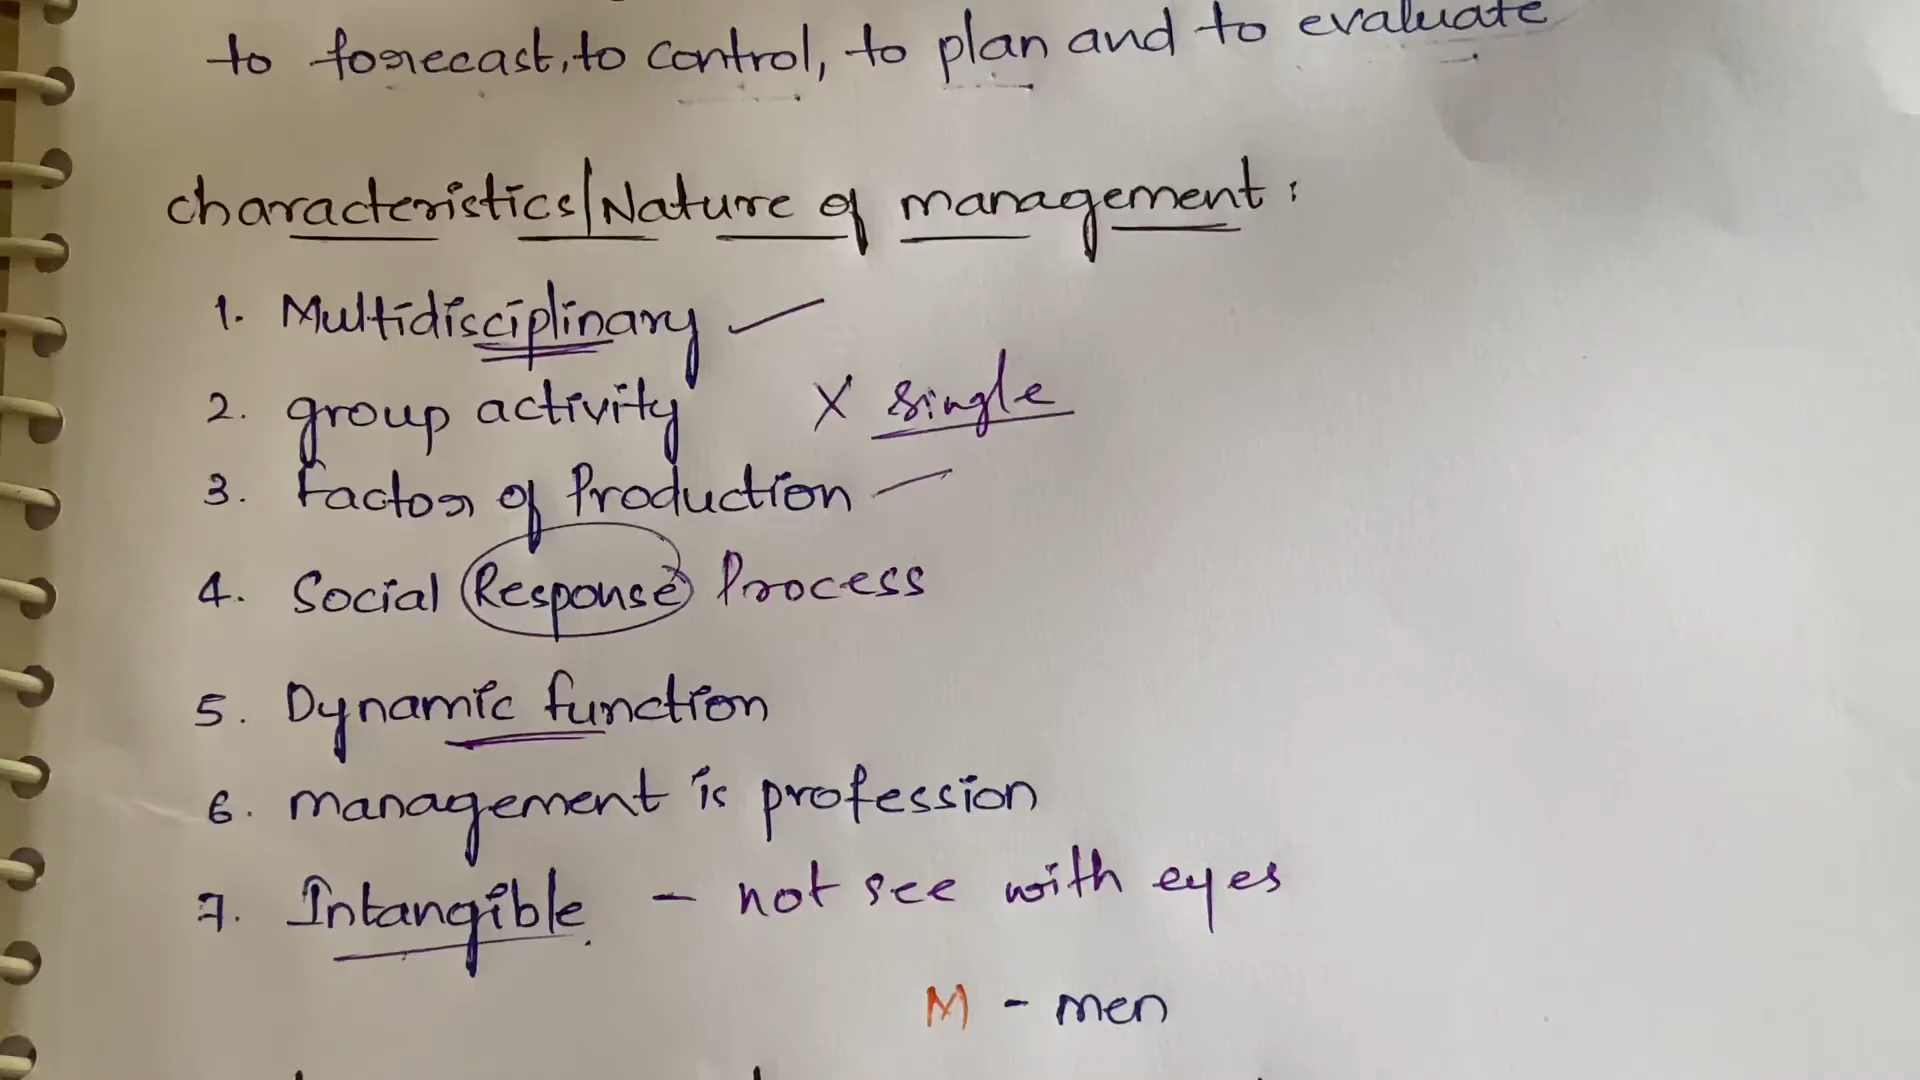 to forecast, to control, to plan and to evaluate
characteristics/Nature of management:
1. Multidisciplinary
2. group activity X single
3. Factor of Production
4. Social Response Process
5. Dynamic function
6. management is profession
7. Intangible - not see with eyes
M - men